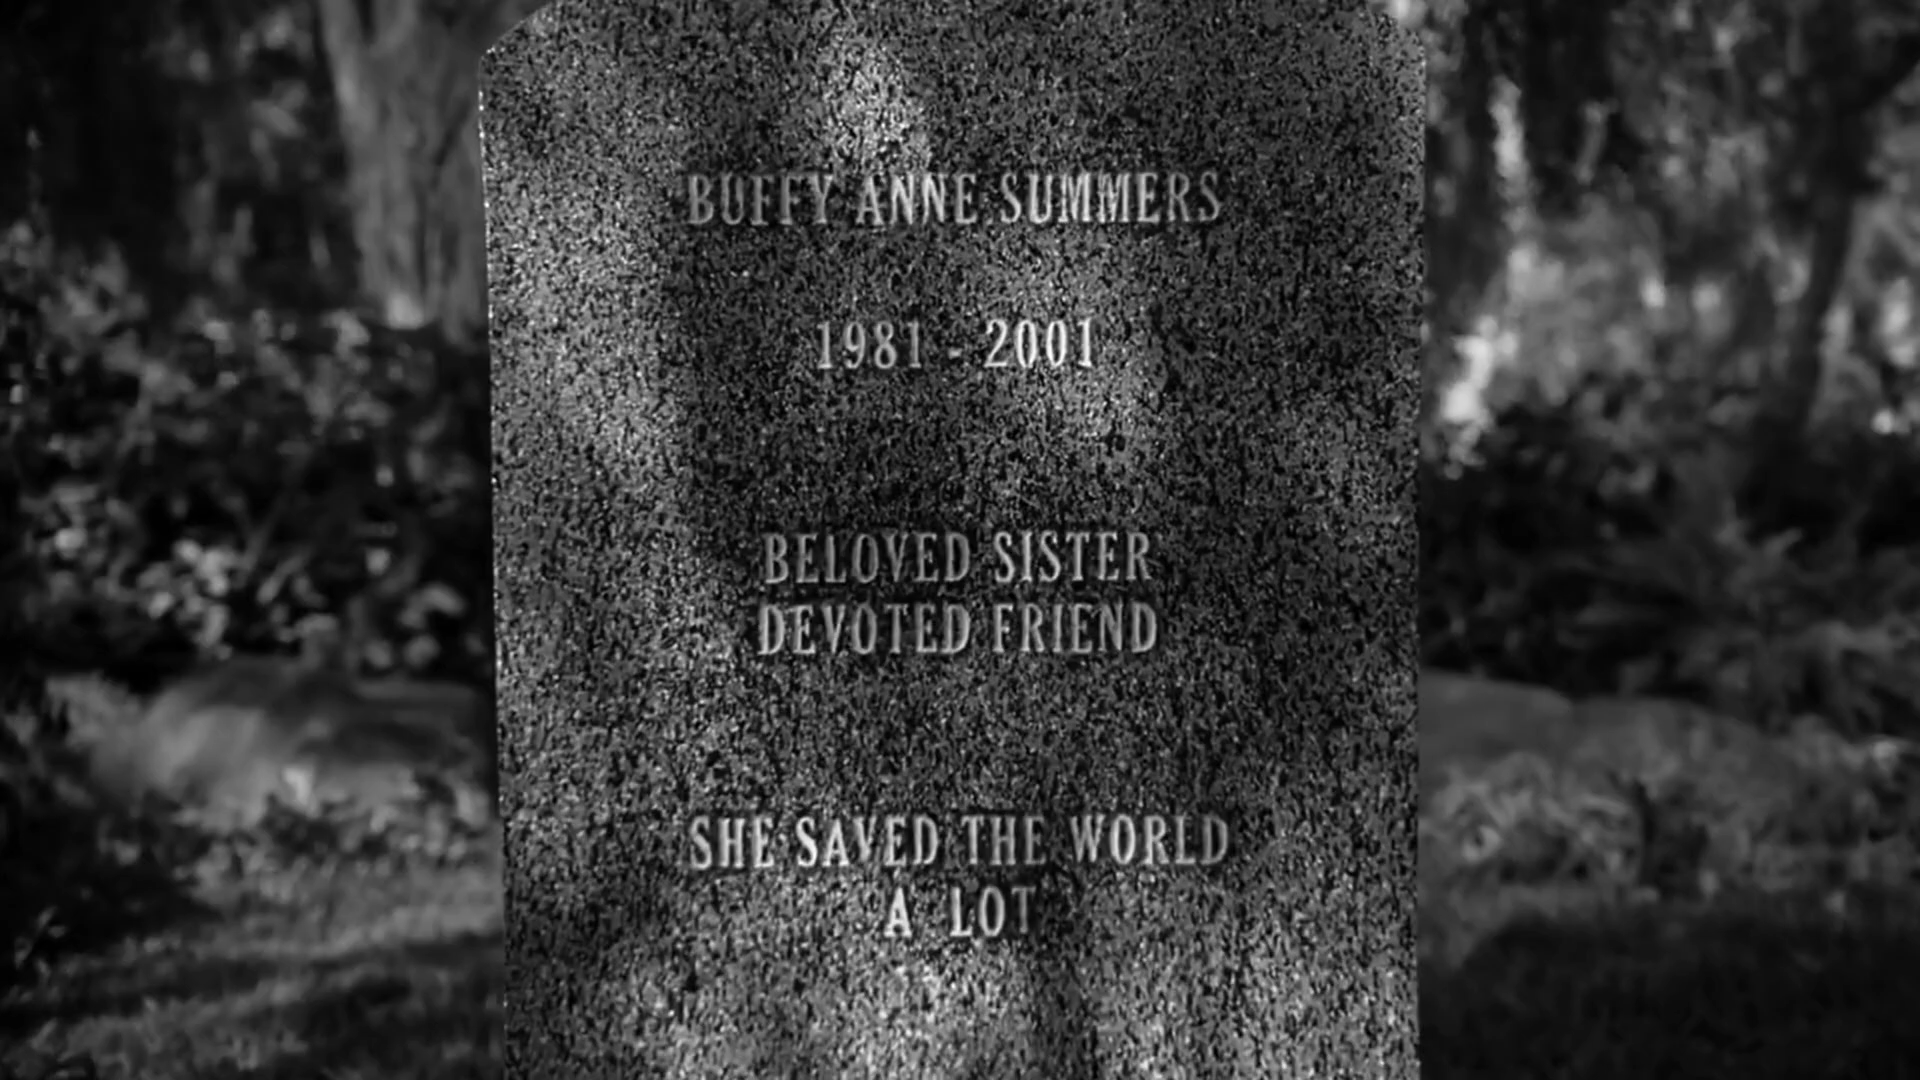 BUFFY ANNE SUMMERS
1981 - 2001
BELOVED SISTER
DEVOTED FRIEND
SHE SAVED THE WORLD
A LOT